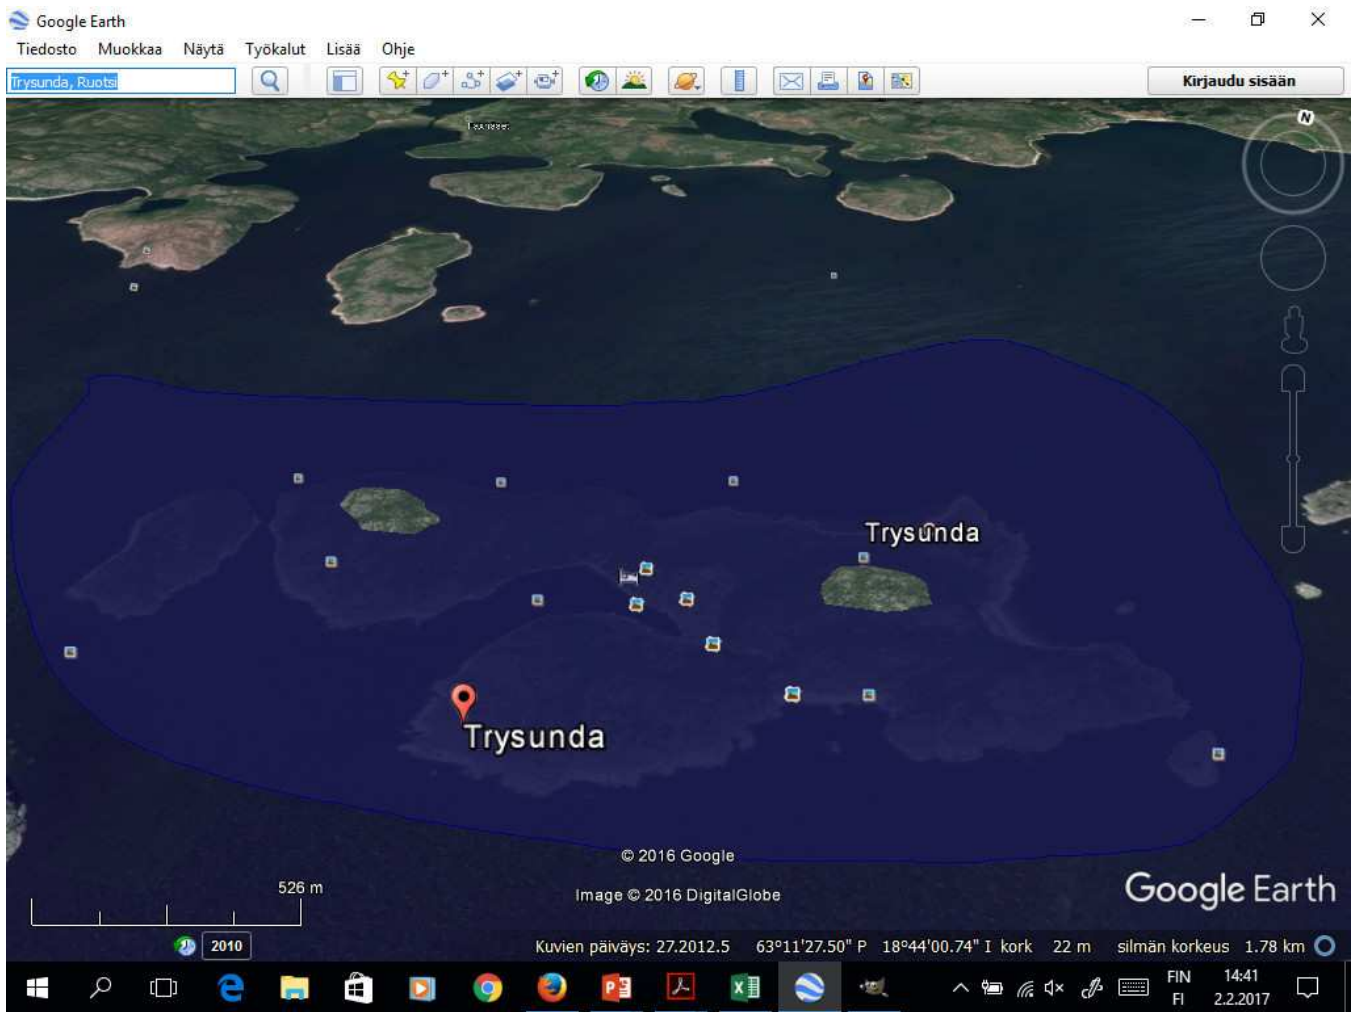 Google Earth
Tiedosto Muokkaa Näytä Työkalut Lisää Ohje
Trysunda, Ruotsi
Kirjaudu sisään
N
Trysunda
Trysunda
© 2016 Google
Image © 2016 DigitalGlobe
Google Earth
526 m
2010
Kuvien päiväys: 27.2012.5 63°11'27.50" P 18°44'00.74" I kork 22 m silmän korkeus 1.78 km
FIN
FI
14:41
2.2.2017